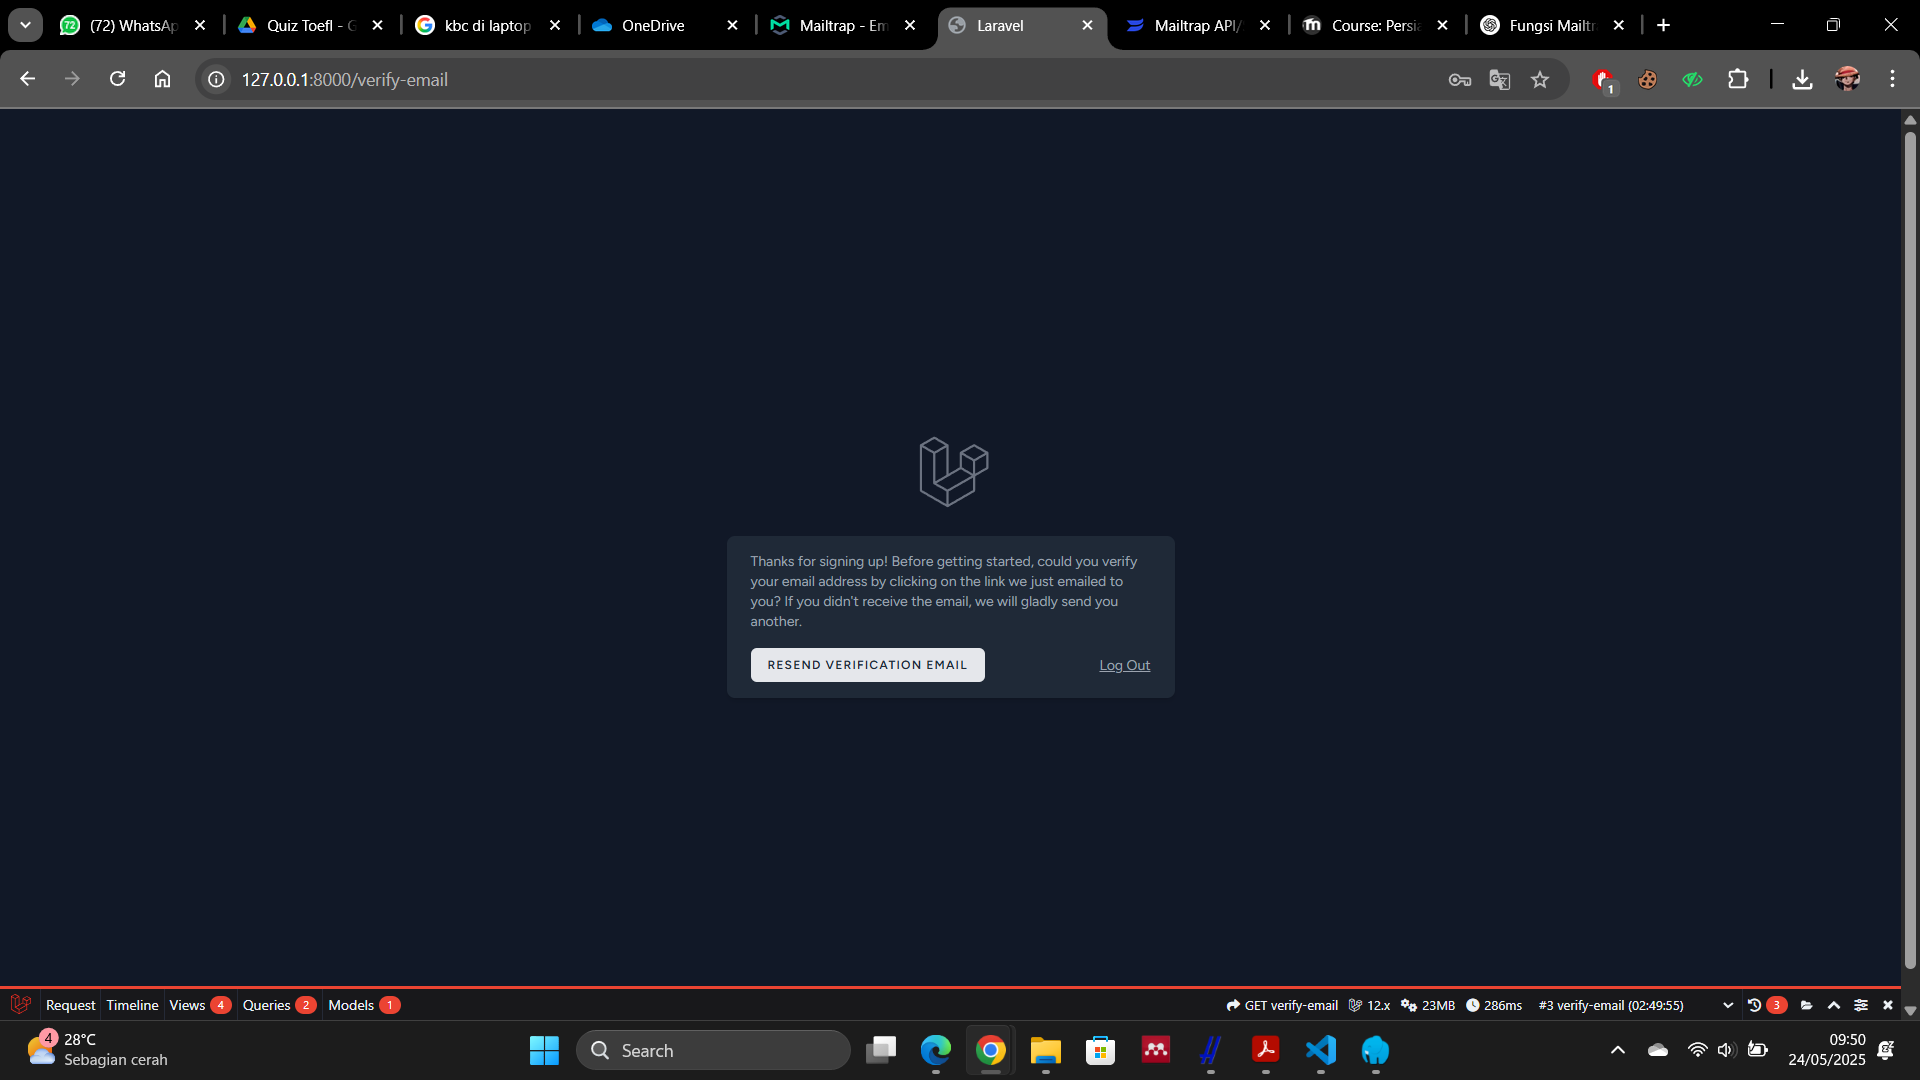 (72) WhatsAp
Quiz Toefl - G
kbc di laptop
OneDrive
Mailtrap - Em
Laravel
Mailtrap API/
Course: Persia
Fungsi Mailtr
127.0.0.1:8000/verify-email
1
Thanks for signing up! Before getting started, could you verify
your email address by clicking on the link we just emailed to
you? If you didn't receive the email, we will gladly send you
another.
RESEND VERIFICATION EMAIL
Log Out
Request
Timeline
Views 4
Queries 2
Models 1
GET verify-email
12.x
23MB
286ms
#3 verify-email (02:49:55)
3
4
28°C
Sebagian cerah
Search
09:50
24/05/2025